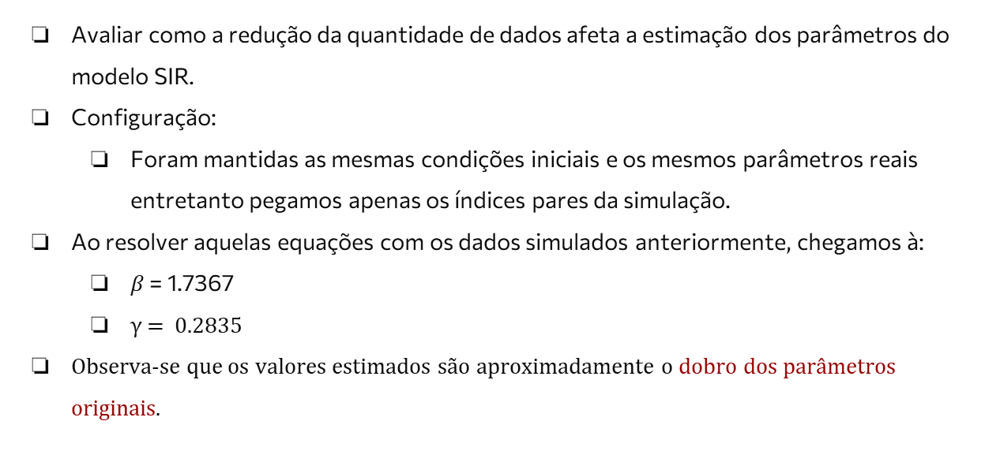 ❏ Avaliar como a redução da quantidade de dados afeta a estimação dos parâmetros do
modelo SIR.
❏ Configuração:
❏ Foram mantidas as mesmas condições iniciais e os mesmos parâmetros reais
entretanto pegamos apenas os índices pares da simulação.
❏ Ao resolver aquelas equações com os dados simulados anteriormente, chegamos à:
❏ β = 1.7367
❏ γ = 0.2835
❏ Observa-se que os valores estimados são aproximadamente o dobro dos parâmetros
originais.